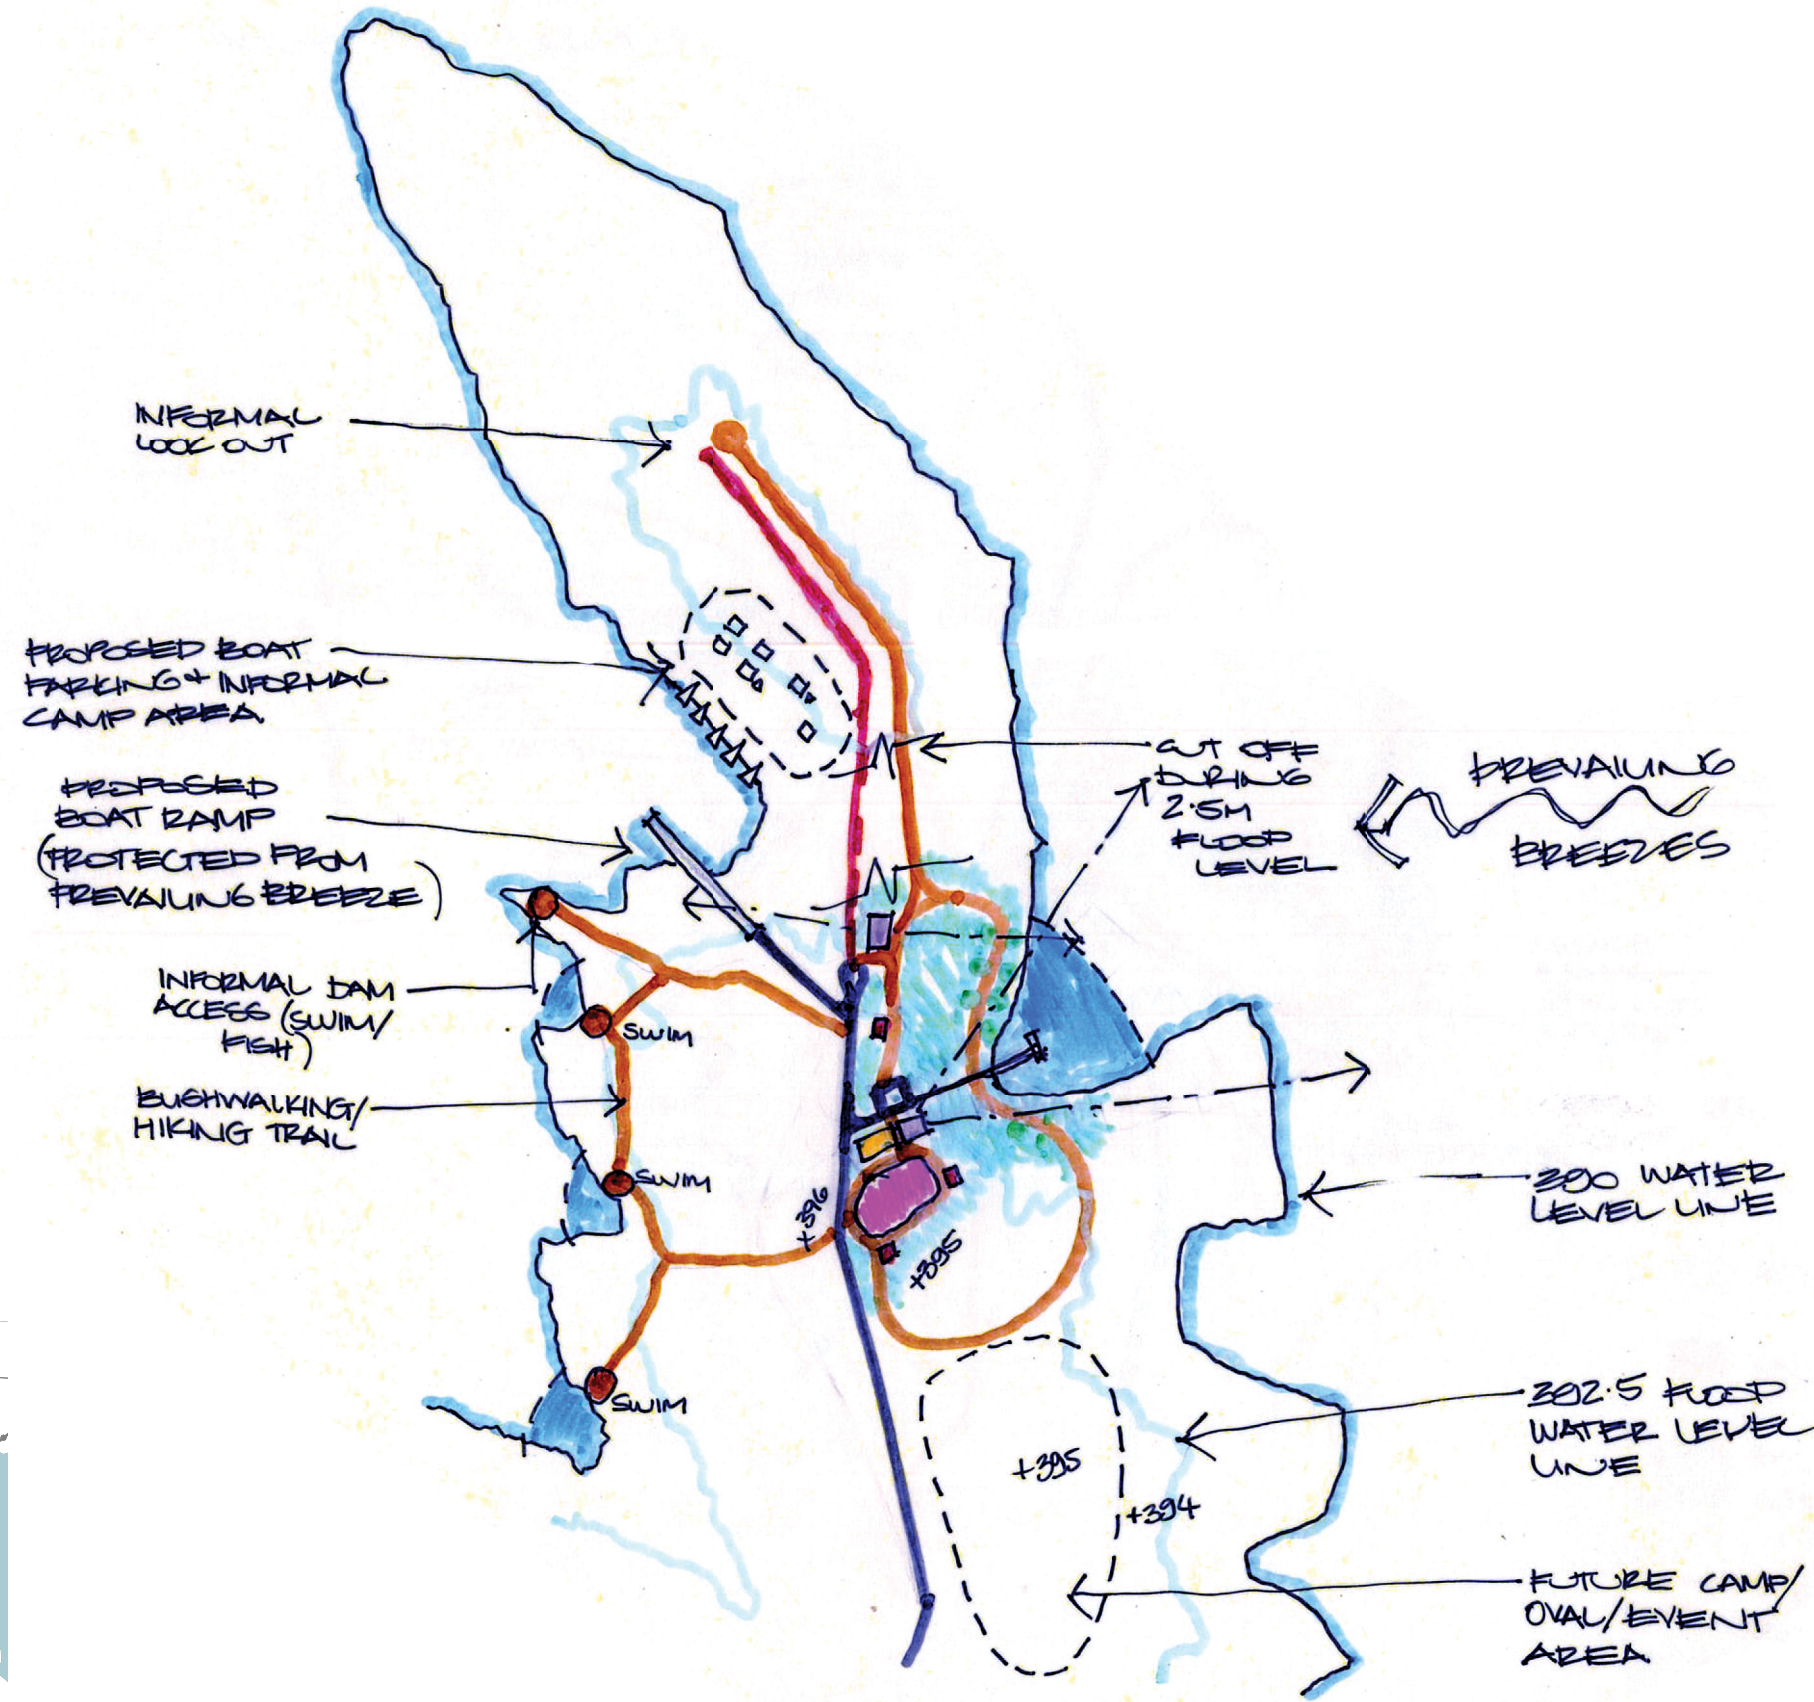 INFORMAL
LOOK OUT
PROPOSED BOAT
PARKING + INFORMAL
CAMP AREA
PROPOSED
BOAT RAMP
(PROTECTED FROM
PREVAILING BREEZE)
INFORMAL DAM
ACCESS (SWIM/
FISH)
BUSHWALKING/
HIKING TRAIL
SWIM
SWIM
SWIM
+396
+395
+395
+394
CUT OFF
DURING
2.5M
FLOOD
LEVEL
PREVAILING
BREEZES
390 WATER
LEVEL LINE
392.5 FLOOD
WATER LEVEL
LINE
FUTURE CAMP/
OVAL/EVENT
AREA